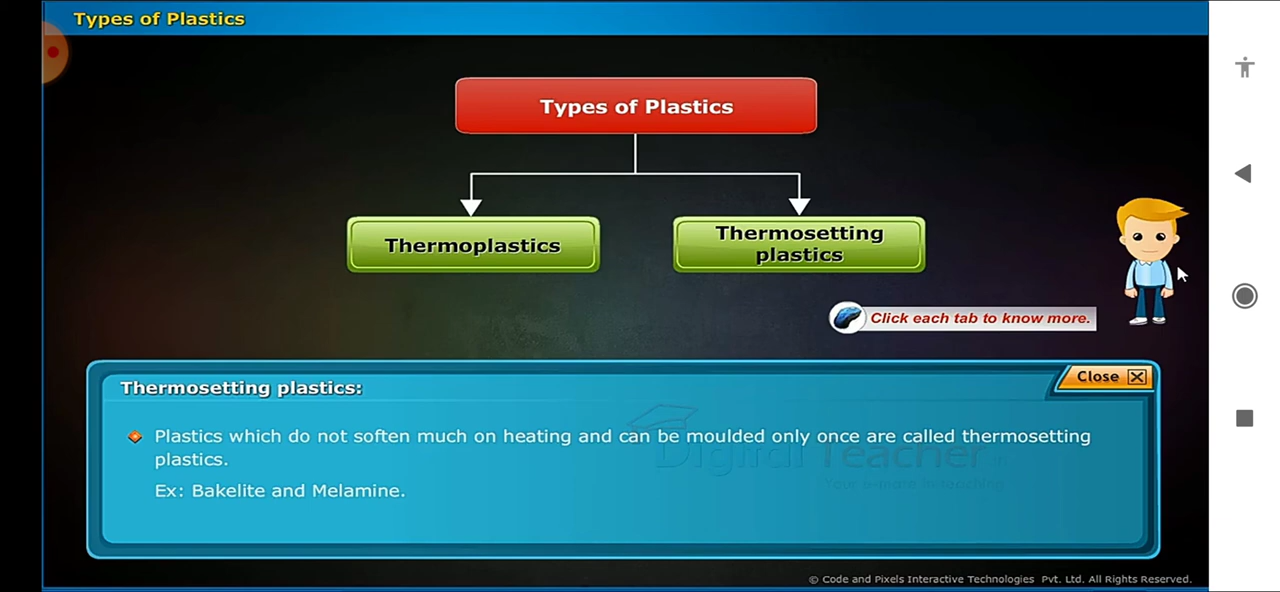 Types of Plastics
Types of Plastics
Thermoplastics
Thermosetting
plastics
Click each tab to know more.
Thermosetting plastics:
Close
Plastics which do not soften much on heating and can be moulded only once are called thermosetting
plastics.
Digital Teacher
Ex: Bakelite and Melamine.
© Code and Pixels Interactive Technologies Pvt. Ltd. All Rights Reserved.